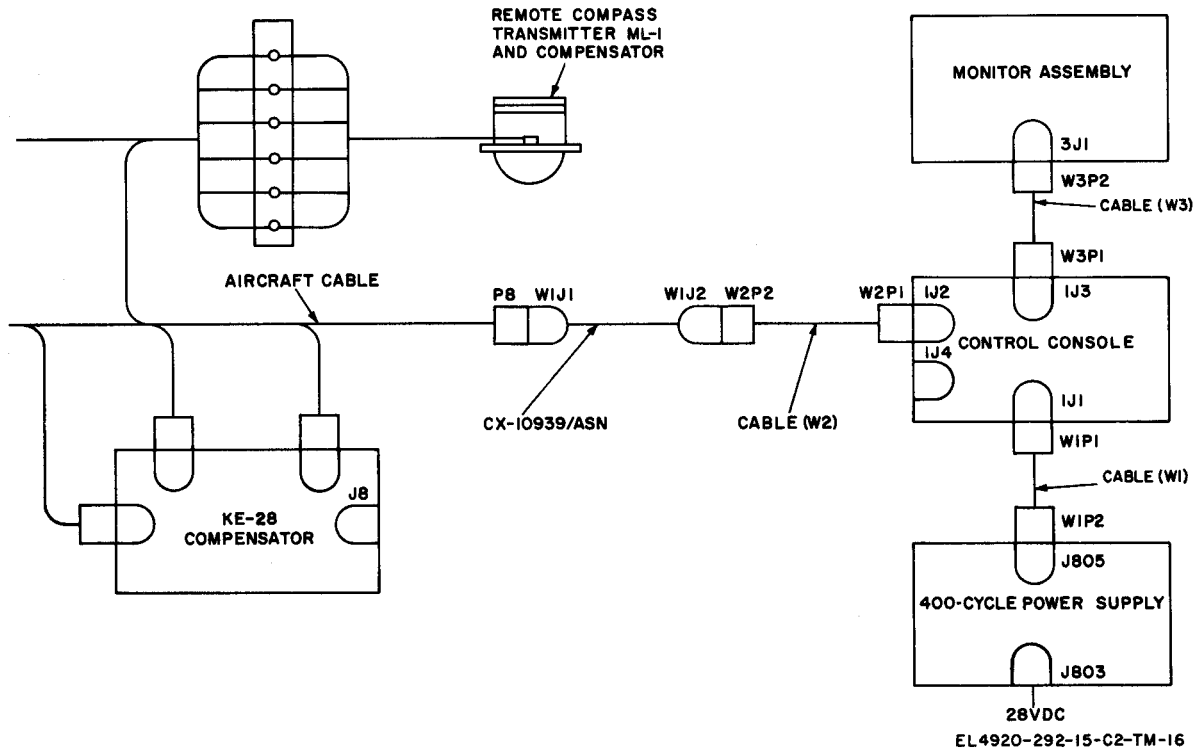 REMOTE COMPASS
TRANSMITTER ML-1
AND COMPENSATOR
MONITOR ASSEMBLY
3J1
W3P2
CABLE (W3)
W3P1
AIRCRAFT CABLE
P8
W1J1
W1J2
W2P2
W2P1
1J2
1J3
CONTROL CONSOLE
1J4
1J1
CX-10939/ASN
CABLE (W2)
W1P1
CABLE (W1)
J8
KE-28
COMPENSATOR
W1P2
J805
400-CYCLE POWER SUPPLY
J803
28VDC
EL4920-292-15-C2-TM-16